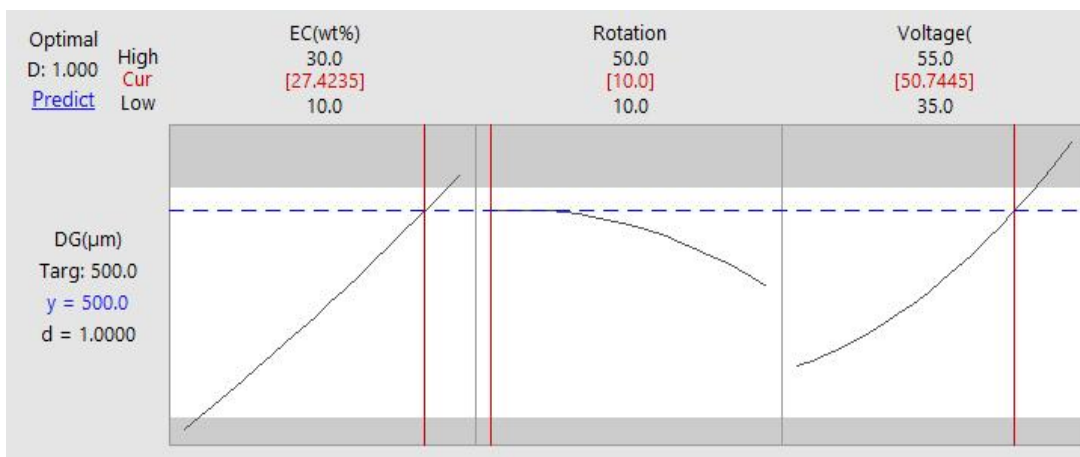 Optimal
D: 1.000
Predict
High
Cur
Low
EC(wt%)
30.0
[27.4235]
10.0
Rotation
50.0
[10.0]
10.0
Voltage(
55.0
[50.7445]
35.0
DG(µm)
Targ: 500.0
y = 500.0
d = 1.0000